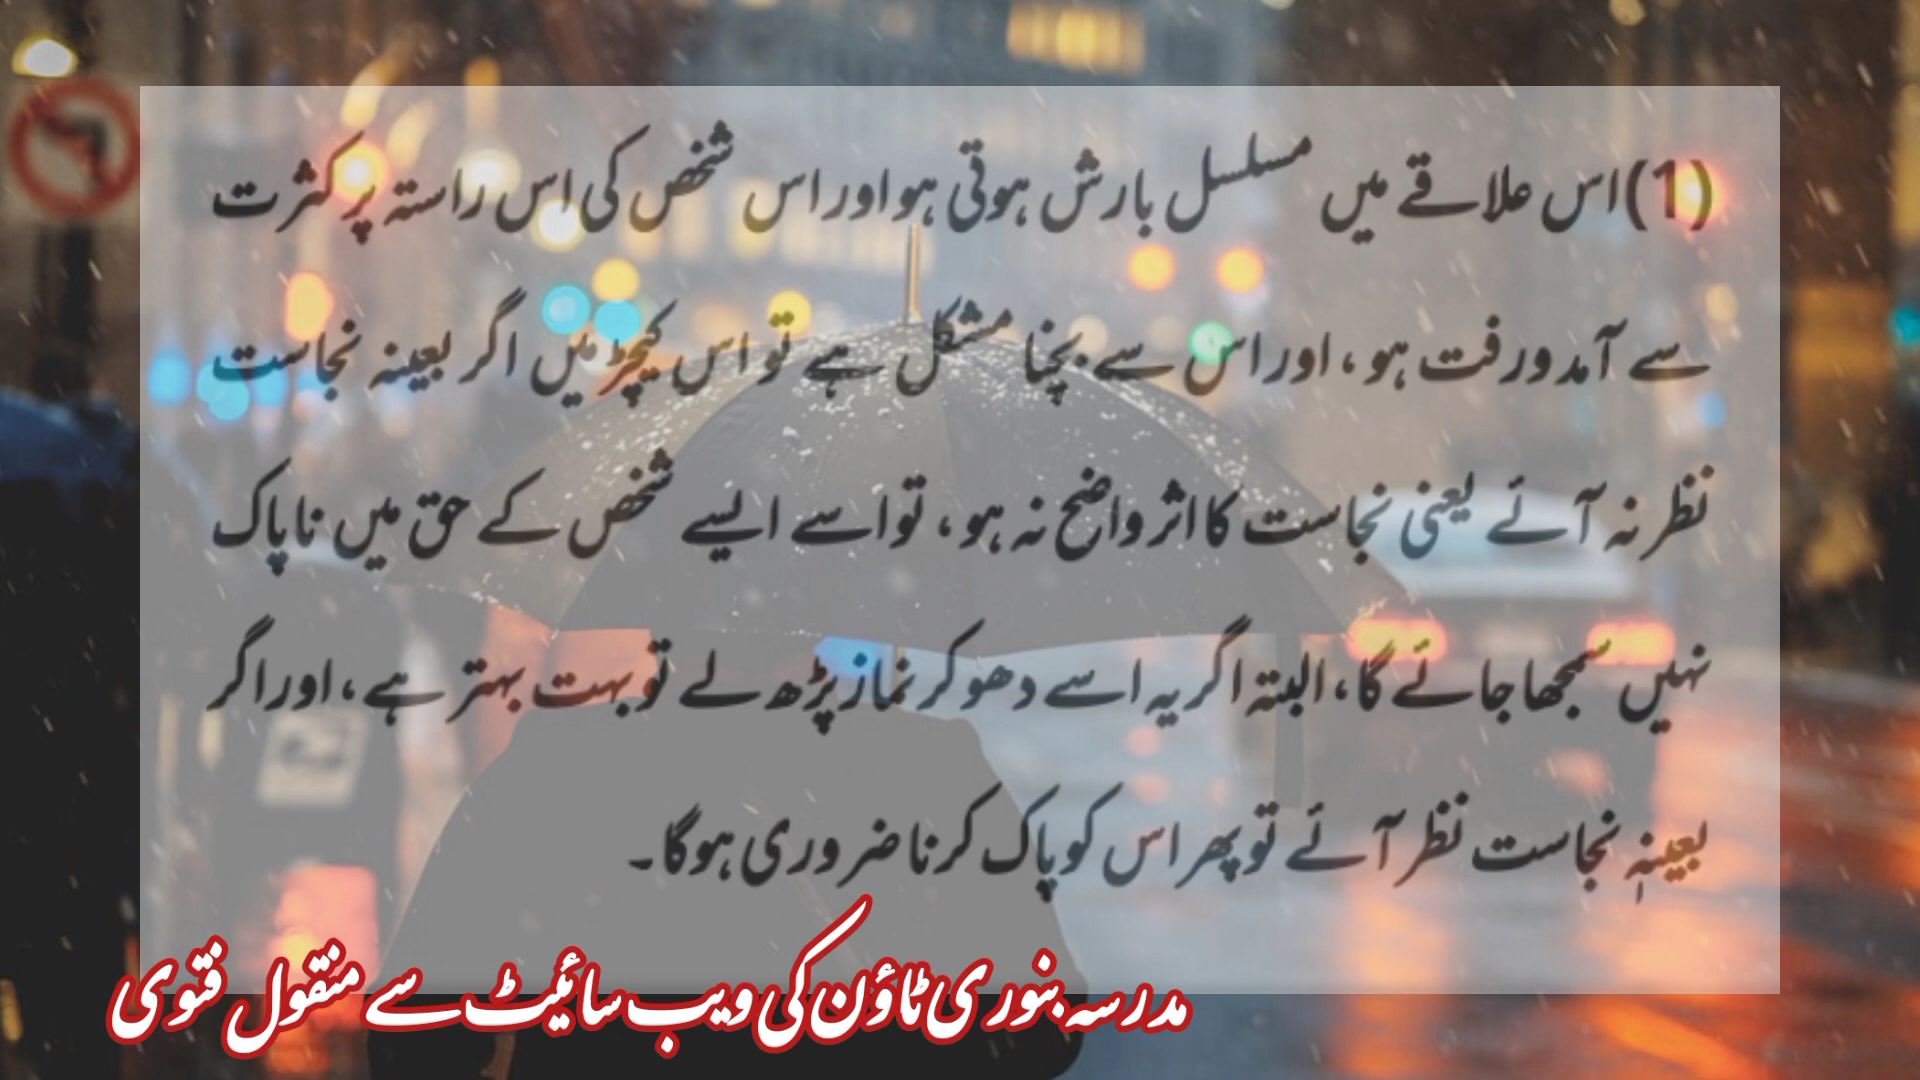 (1)اس علاقے میں مسلسل بارش ہوتی ہو اور اس شخص کی اس راستہ پر کثرت
سے آمد ورفت ہو، اور اس سے بچنا مشکل ہے تو اس کیچڑ میں اگر بعینہ نجاست
نظر نہ آئے یعنی نجاست کا اثر واضح نہ ہو، تو اسے ایسے شخص کے حق میں ناپاک
نہیں سمجھا جائے گا، البتہ اگر یہ اسے دھو کر نماز پڑھ لے تو بہت بہتر ہے، اور اگر
بعینہٖ نجاست نظر آئے تو پھر اس کو پاک کرنا ضروری ہوگا۔
مدرسہ بنوری ٹاؤن کی ویب سائیٹ سے منقول فتوی